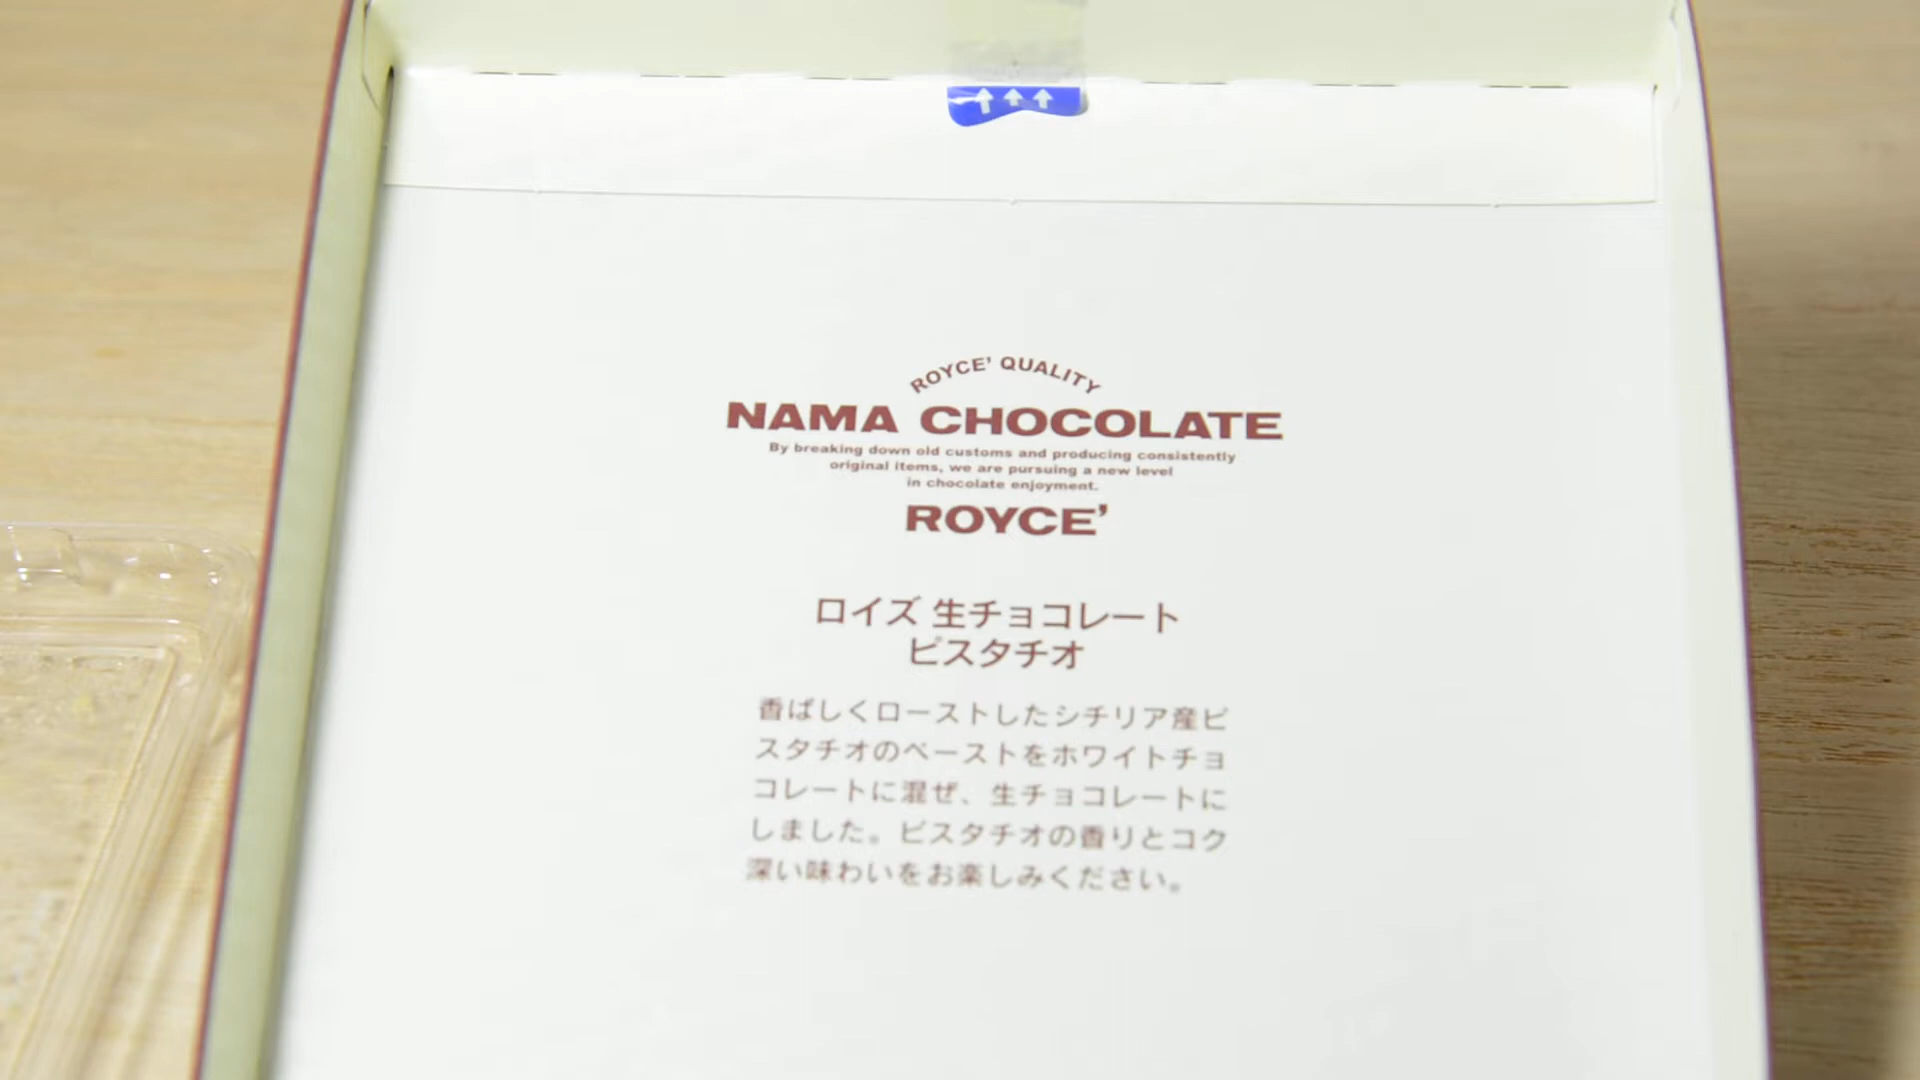 ROYCE' QUALITY
NAMA CHOCOLATE
By breaking down old customs and producing consistently
original items, we are pursuing a new level
in chocolate enjoyment.
ROYCE'
ロイズ 生チョコレート
ピスタチオ
香ばしくローストしたシチリア産ピ
スタチオのペーストをホワイトチョ
コレートに混ぜ、生チョコレートに
しました。ピスタチオの香りとコク
深い味わいをお楽しみください。